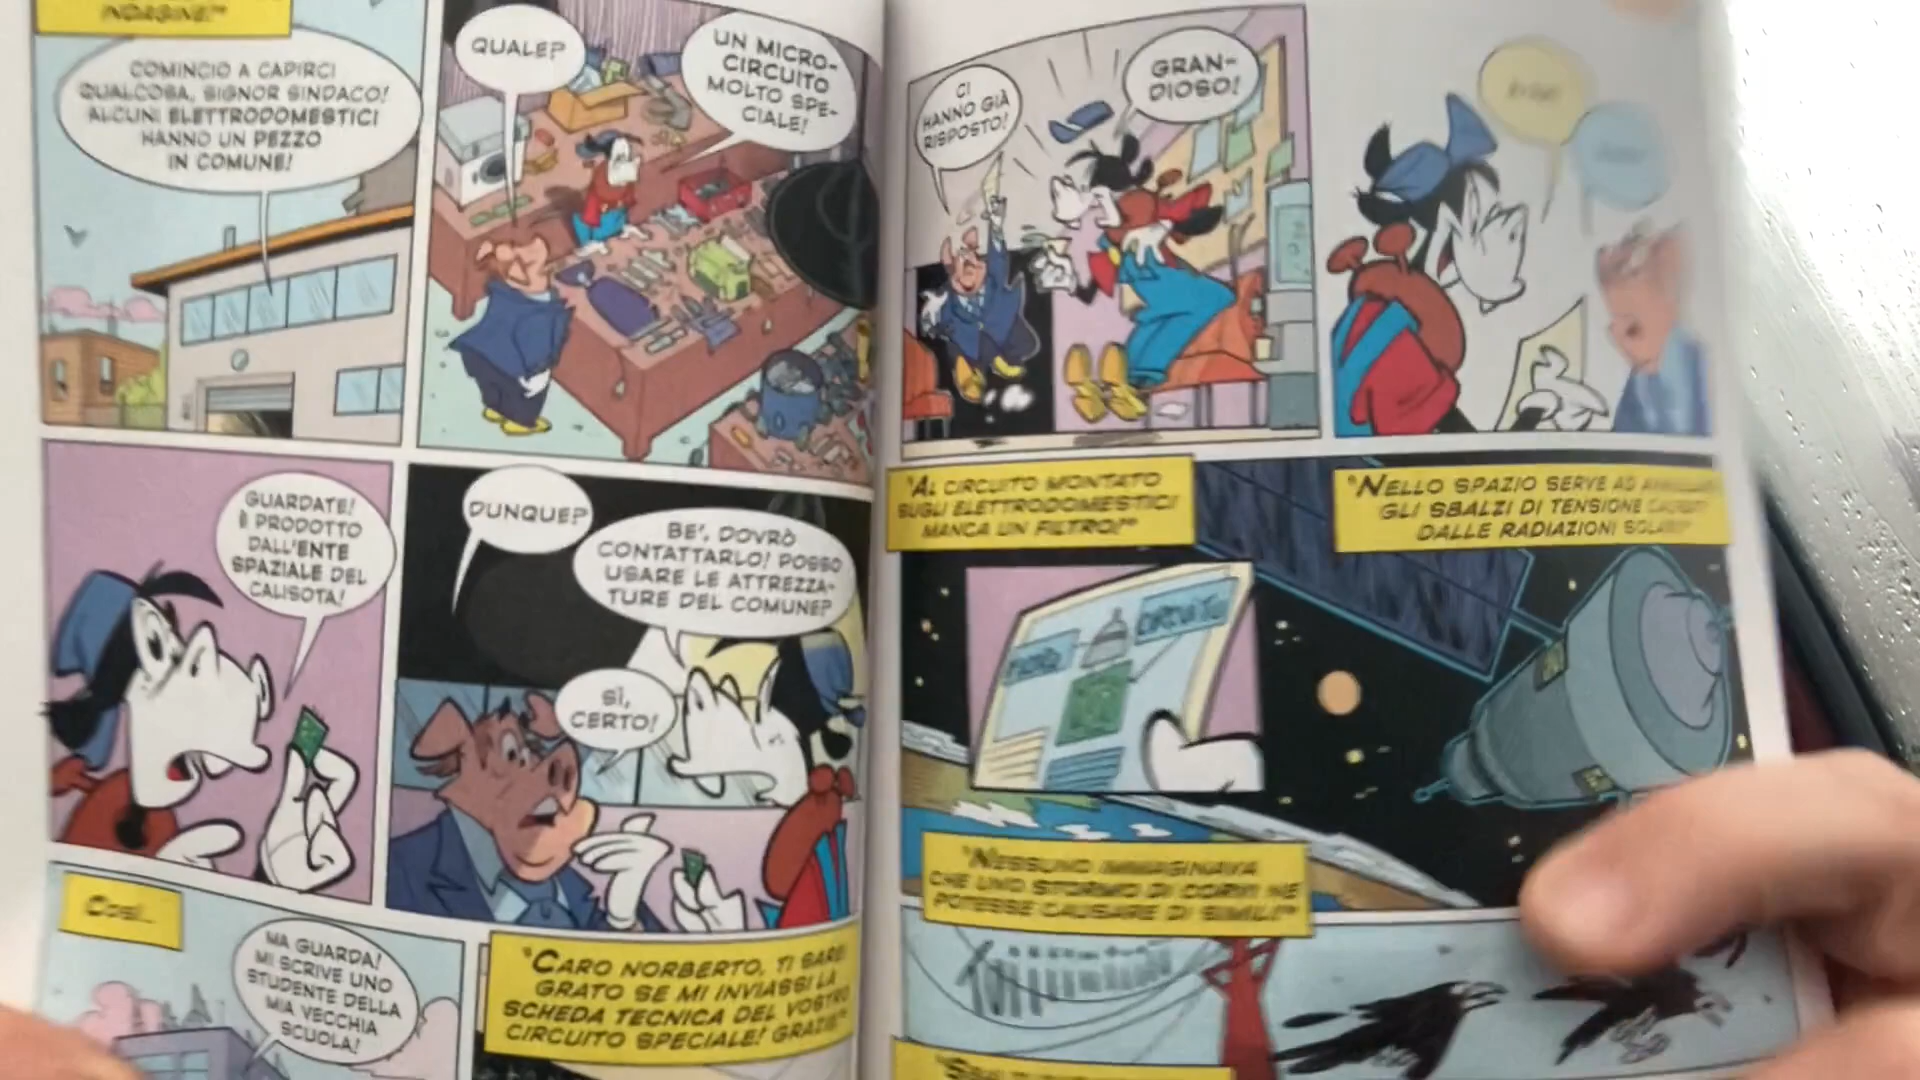 INDAGINE!"
COMINCIO A CAPIRCI
QUALCOSA, SIGNOR SINDACO!
ALCUNI ELETTRODOMESTICI
HANNO UN PEZZO
IN COMUNE!
QUALE?
UN MICRO-
CIRCUITO
MOLTO SPE-
CIALE!
GUARDATE!
È PRODOTTO
DALL'ENTE
SPAZIALE DEL
CALISOTA!
DUNQUE?
BE', DOVRÒ
CONTATTARLO! POSSO
USARE LE ATTREZZA-
TURE DEL COMUNE?
SÌ,
CERTO!
COSÌ...
MA GUARDA!
MI SCRIVE UNO
STUDENTE DELLA
MIA VECCHIA
SCUOLA!
"CARO NORBERTO, TI SAREI
GRATO SE MI INVIASSI LA
SCHEDA TECNICA DEL VOSTRO
CIRCUITO SPECIALE! GRAZIE"
CI
HANNO GIÀ
RISPOSTO!
GRAN-
DIOSO!
"AL CIRCUITO MONTATO
SUGLI ELETTRODOMESTICI
MANCA UN FILTRO!"
"NELLO SPAZIO SERVE AD
GLI SBALZI DI TENSIONE
DALLE RADIAZIONI SOLARI!"
CIRCUITO
"NESSUNO IMMAGINAVA
CHE UNO STORMO DI CORVI NE
POTESSE CAUSARE DI SIMILI!"